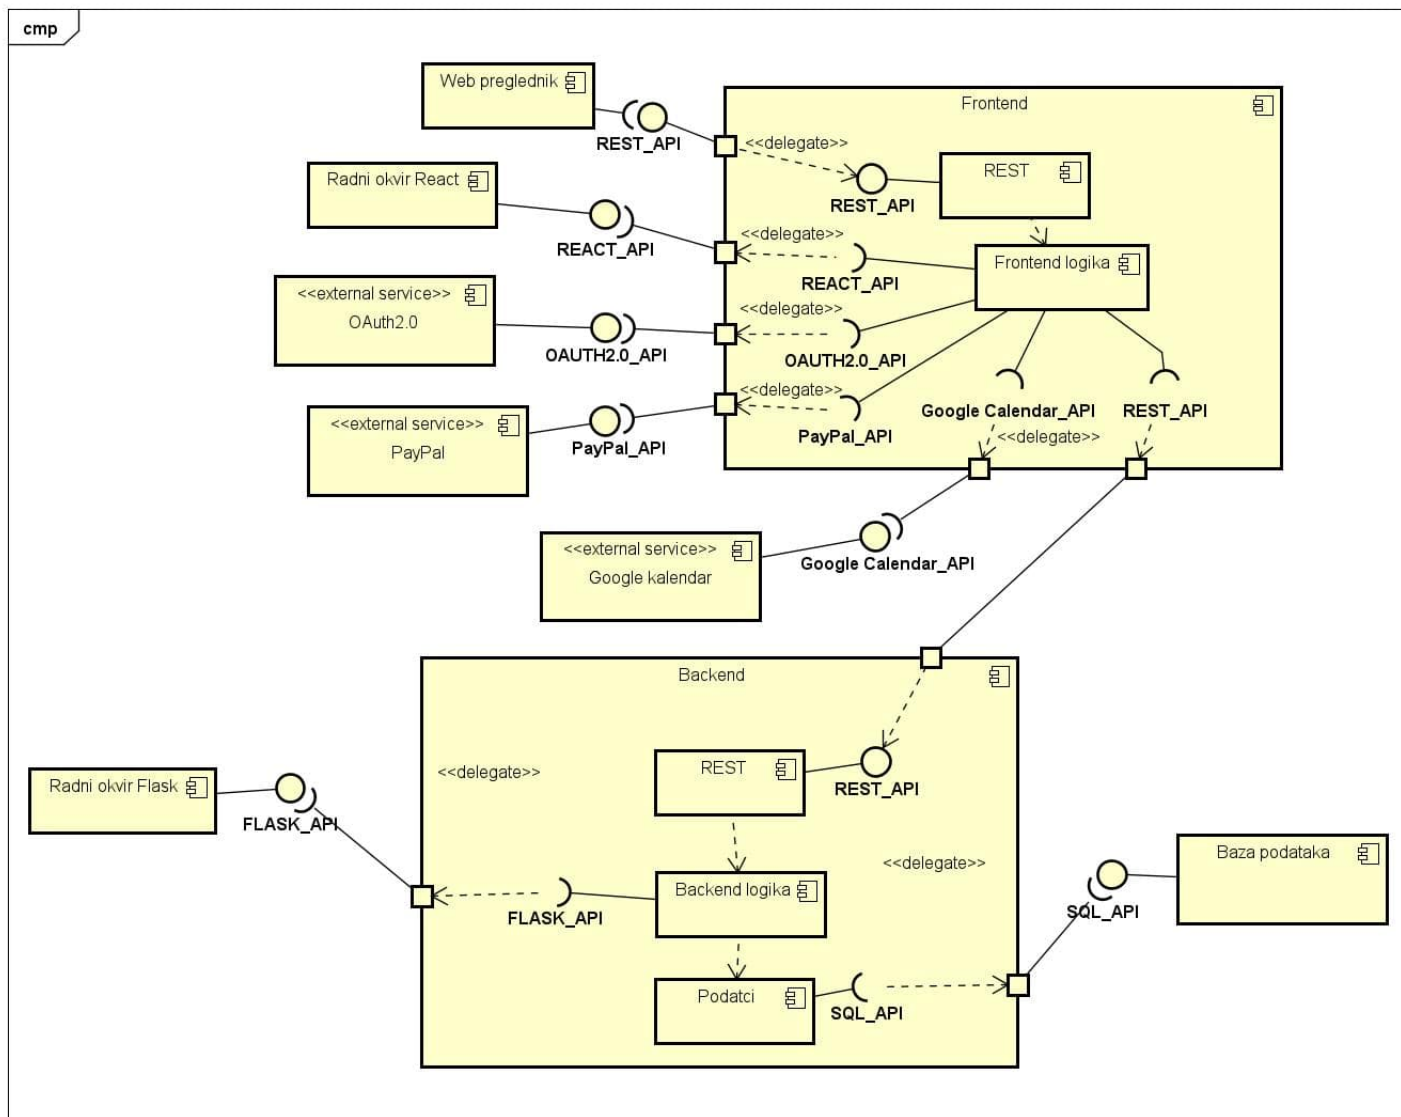 cmp
Web preglednik
REST_API
Radni okvir React
REACT_API
<<external service>>
OAuth2.0
OAUTH2.0_API
<<external service>>
PayPal
PayPal_API
<<external service>>
Google kalendar
Google Calendar_API
Frontend
<<delegate>>
REST_API
REST
<<delegate>>
REACT_API
Frontend logika
<<delegate>>
OAUTH2.0_API
<<delegate>>
PayPal_API
Google Calendar_API
<<delegate>>
REST_API
Backend
<<delegate>>
REST
REST_API
Radni okvir Flask
FLASK_API
<<delegate>>
Backend logika
FLASK_API
Podatci
SQL_API
Baza podataka
SQL_API